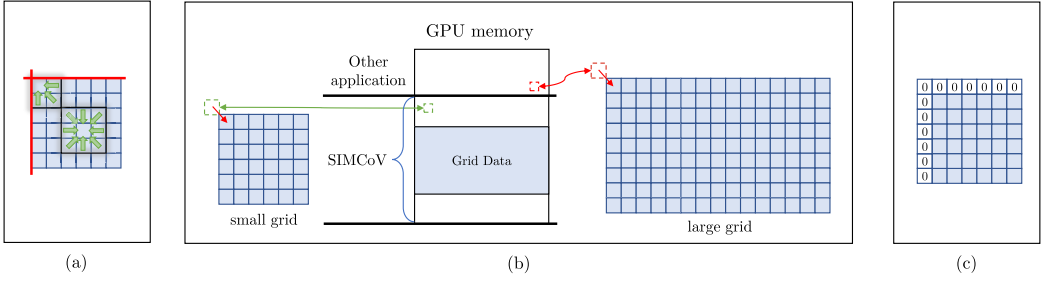 GPU memory
Other
application
SIMCoV
Grid Data
small grid
large grid
0 0 0 0 0 0 0
0
0
0
0
0
0
(a)
(b)
(c)